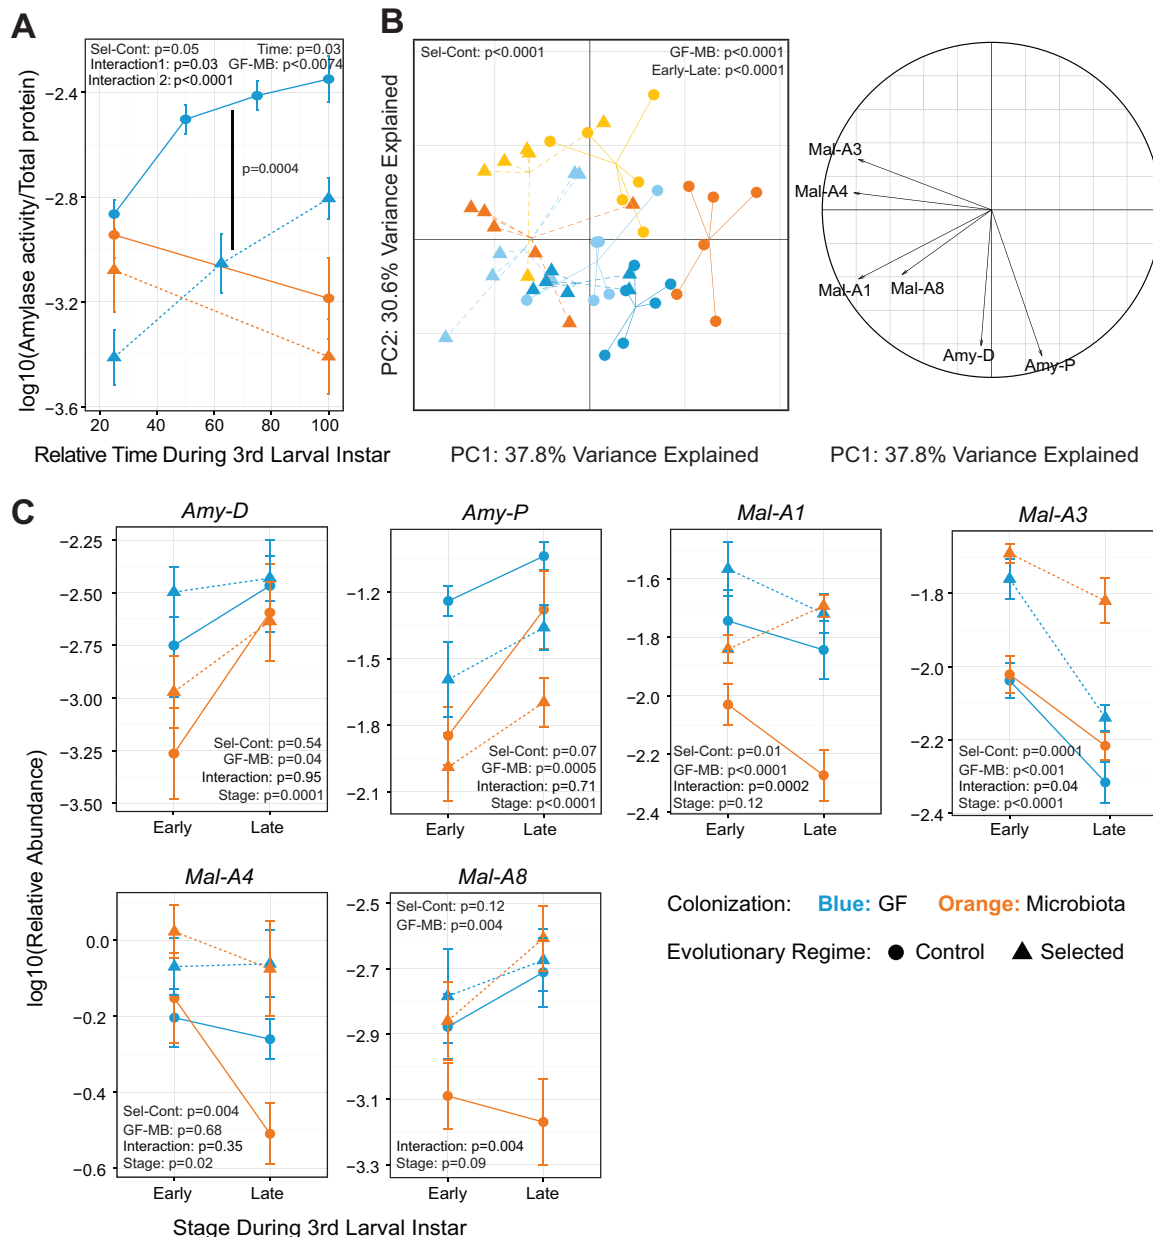 A
Sel-Cont: p=0.05
Time: p=0.03
Interaction1: p=0.03
GF-MB: p<0.0074
Interaction 2: p<0.0001
p=0.0004
log10(Amylase activity/Total protein)
−2.4
−2.8
−3.2
−3.6
20 40 60 80 100
Relative Time During 3rd Larval Instar
B
Sel-Cont: p<0.0001
GF-MB: p<0.0001
Early-Late: p<0.0001
PC2: 30.6% Variance Explained
PC1: 37.8% Variance Explained
Mal-A3
Mal-A4
Mal-A1
Mal-A8
Amy-D
Amy-P
PC1: 37.8% Variance Explained
C
log10(Relative Abundance)
Amy-D
−2.25
−2.50
−2.75
−3.00
−3.25
−3.50
Sel-Cont: p=0.54
GF-MB: p=0.04
Interaction: p=0.95
Stage: p=0.0001
Early Late
Amy-P
−1.2
−1.5
−1.8
−2.1
Sel-Cont: p=0.07
GF-MB: p=0.0005
Interaction: p=0.71
Stage: p<0.0001
Early Late
Mal-A1
−1.6
−1.8
−2.0
−2.2
−2.4
Sel-Cont: p=0.01
GF-MB: p<0.0001
Interaction: p=0.0002
Stage: p=0.12
Early Late
Mal-A3
−1.8
−2.0
−2.2
−2.4
Sel-Cont: p=0.0001
GF-MB: p<0.001
Interaction: p=0.04
Stage: p<0.0001
Early Late
Mal-A4
0.0
−0.2
−0.4
−0.6
Sel-Cont: p=0.004
GF-MB: p=0.68
Interaction: p=0.35
Stage: p=0.02
Early Late
Mal-A8
−2.5
−2.7
−2.9
−3.1
−3.3
Sel-Cont: p=0.12
GF-MB: p=0.004
Interaction: p=0.004
Stage: p=0.09
Early Late
Stage During 3rd Larval Instar
Colonization: Blue: GF Orange: Microbiota
Evolutionary Regime: Control Selected